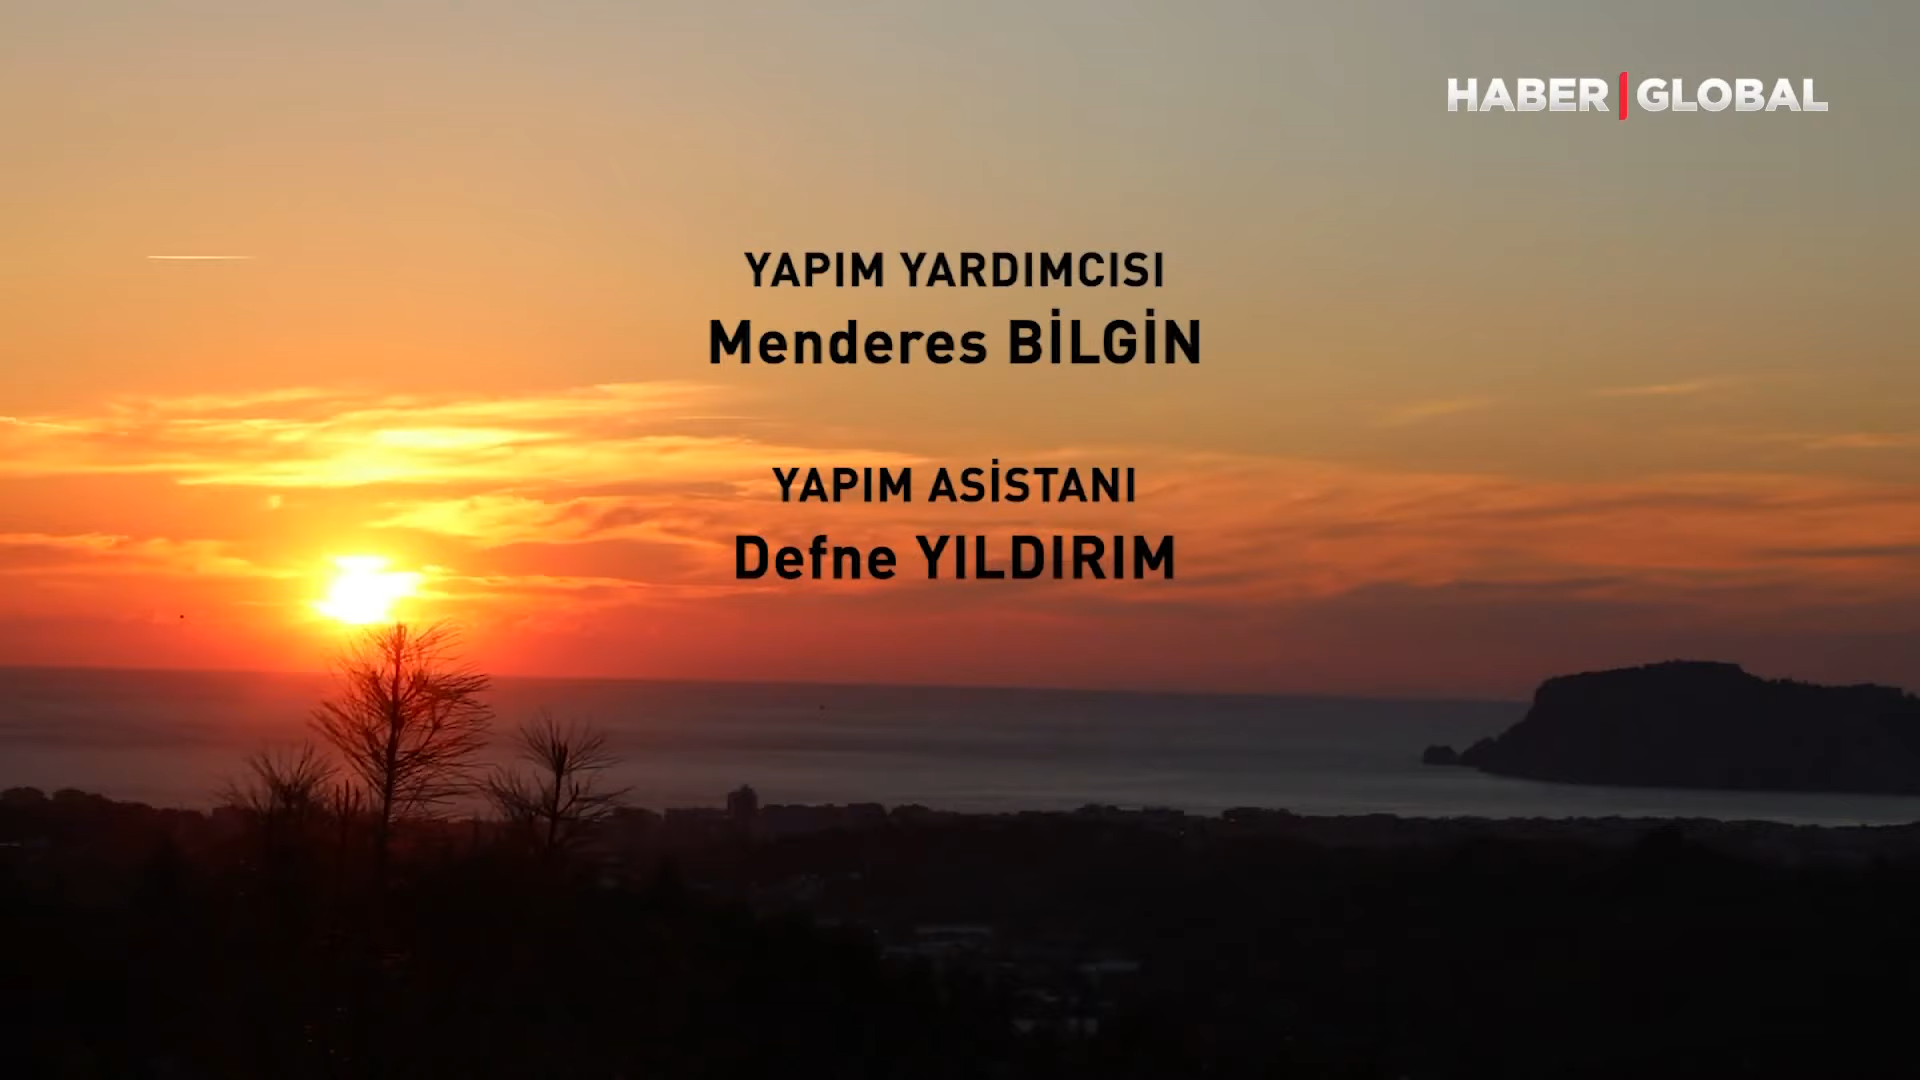 HABER GLOBAL
YAPIM YARDIMCISI
Menderes BİLGİN
YAPIM ASİSTANI
Defne YILDIRIM